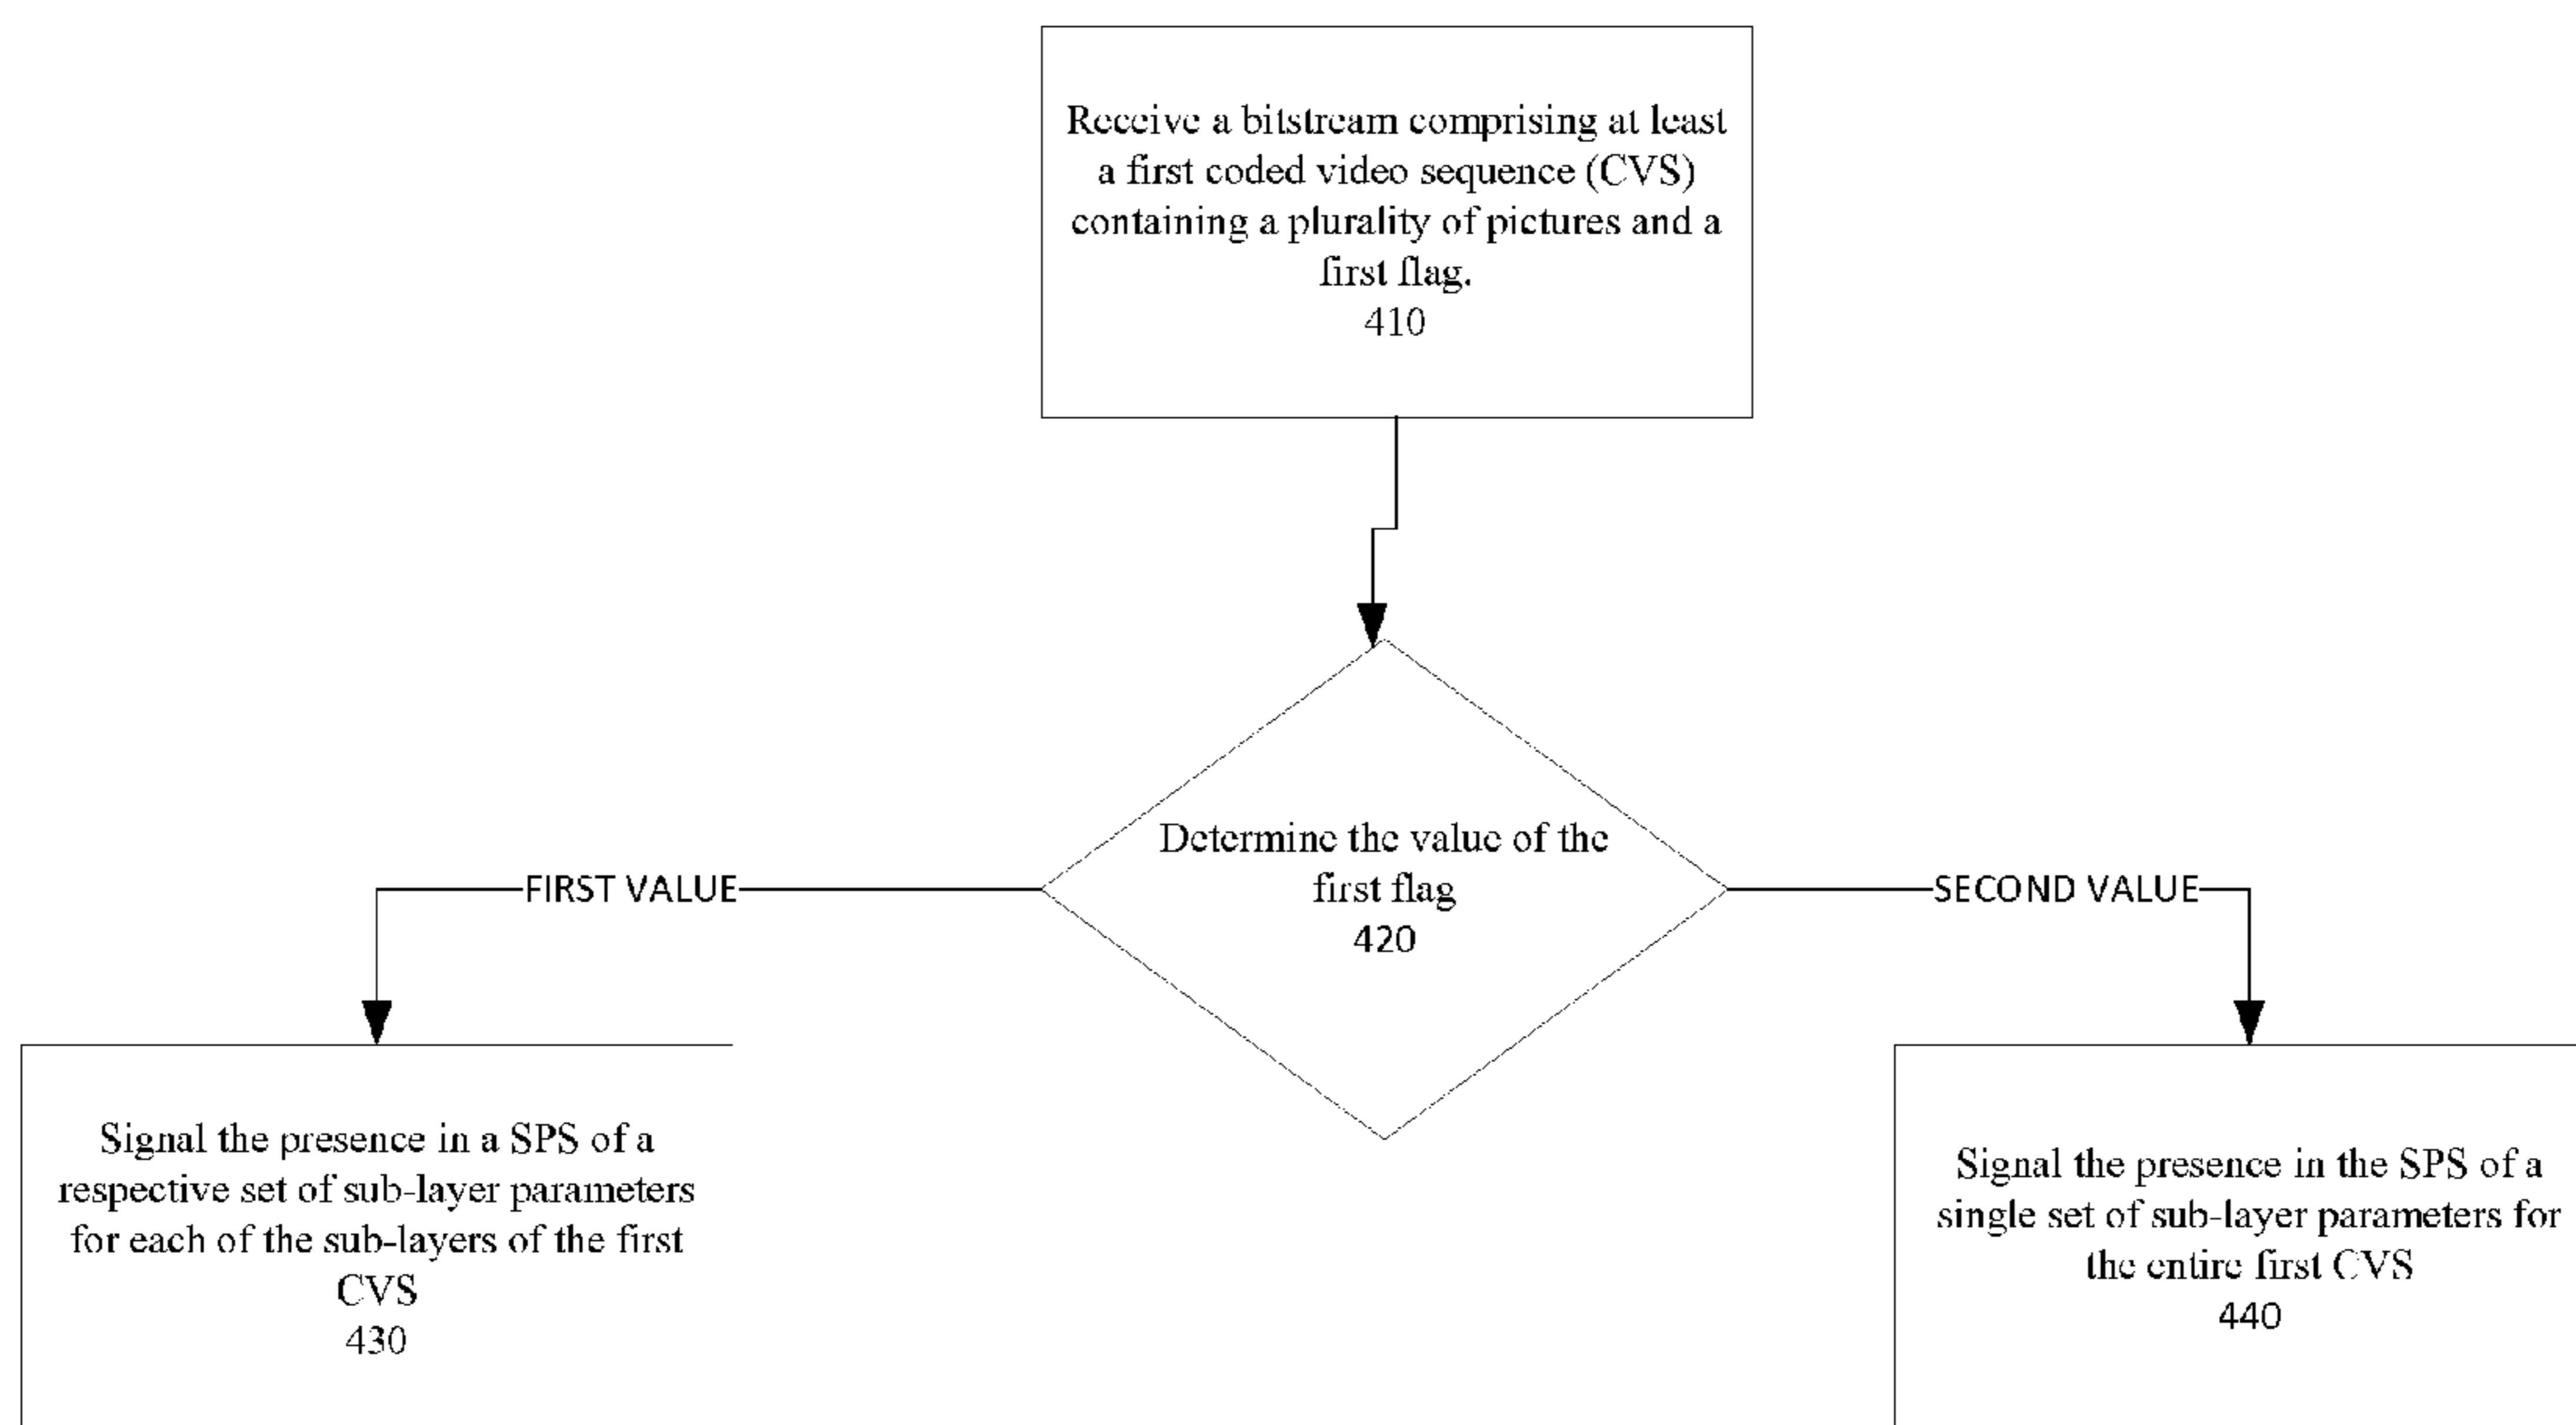 Receive a bitstream comprising at least
a first coded video sequence (CVS)
containing a plurality of pictures and a
first flag.
410
Determine the value of the
first flag
420
FIRST VALUE
SECOND VALUE
Signal the presence in a SPS of a
respective set of sub-layer parameters
for each of the sub-layers of the first
CVS
430
Signal the presence in the SPS of a
single set of sub-layer parameters for
the entire first CVS
440